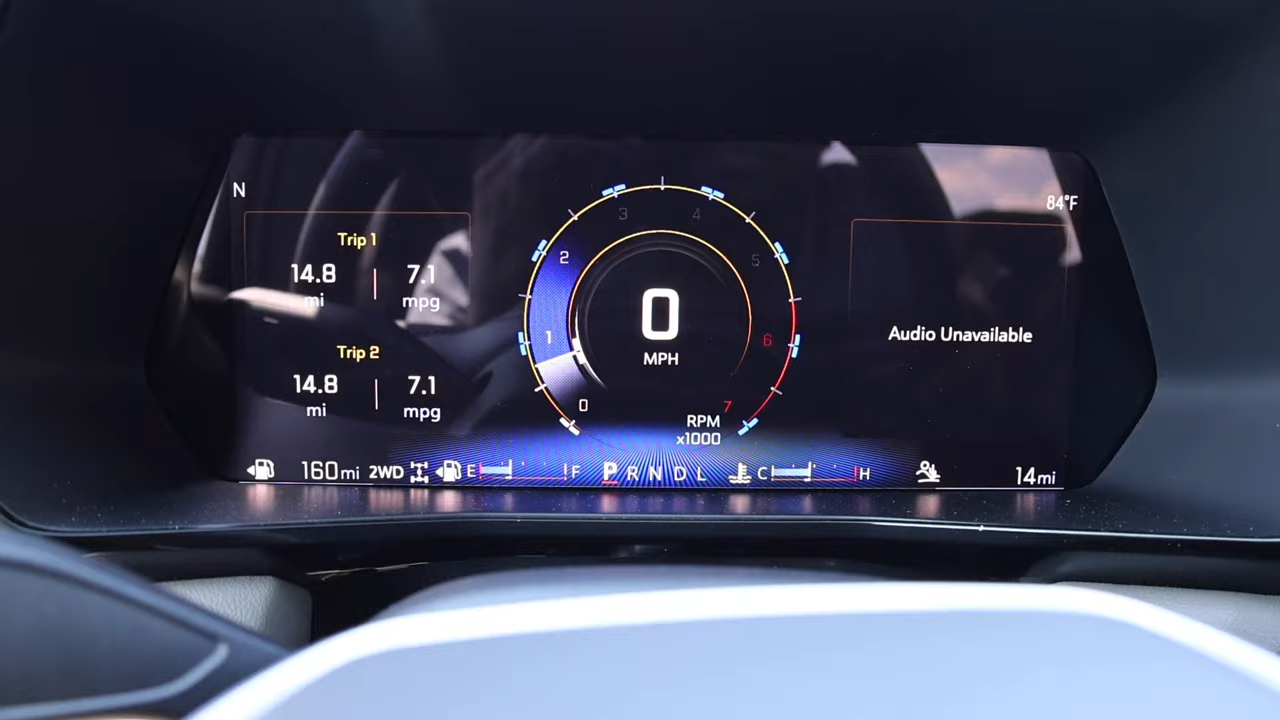 N
84°F
Trip 1
14.8 7.1
mi mpg
Trip 2
14.8 7.1
mi mpg
3 4
2 5
1 6
0 7
0
MPH
RPM
x1000
Audio Unavailable
160 mi 2WD E F P R N D L C H 14 mi